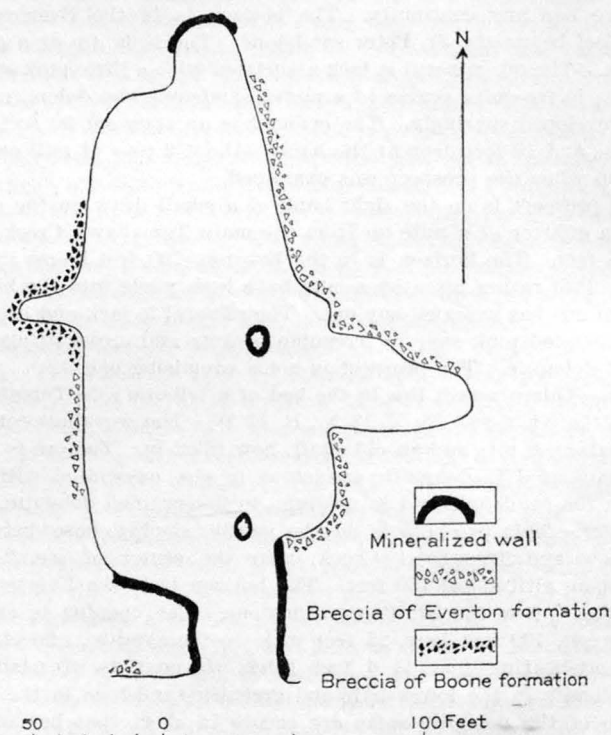 N
Mineralized wall
Breccia of Everton formation
Breccia of Boone formation
50 0 100 Feet